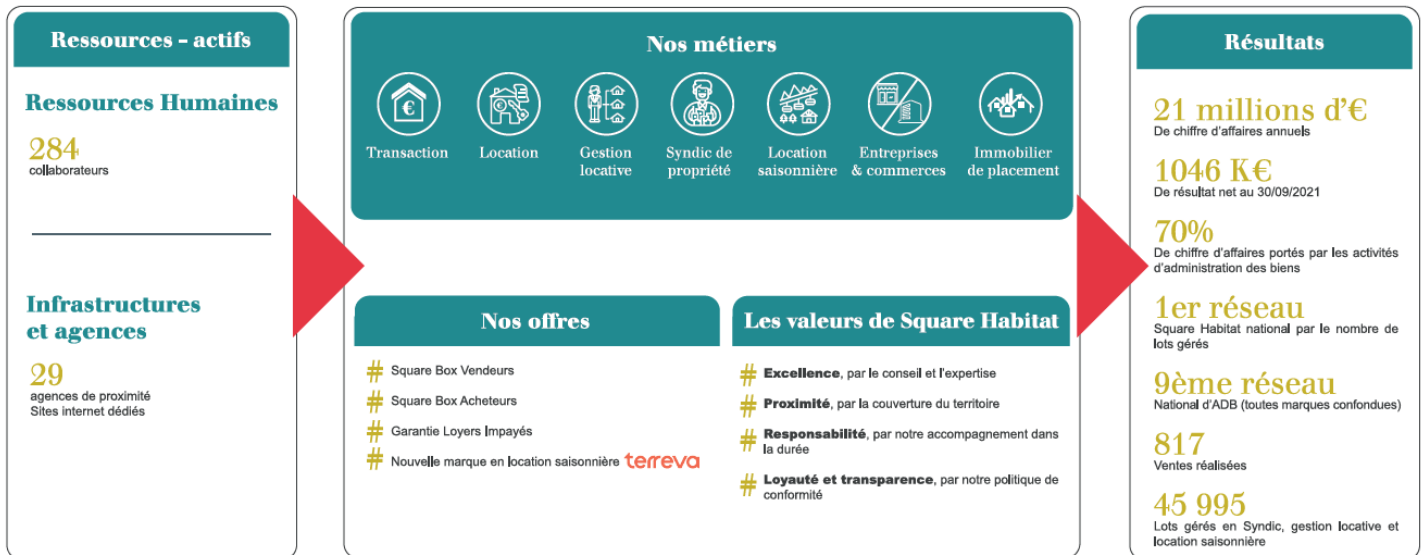 Ressources – actifs
Ressources Humaines
284
collaborateurs
Infrastructures
et agences
29
agences de proximité
Sites internet dédiés
Nos métiers
€
Transaction
Location
Gestion
locative
Syndic de
propriété
Location
saisonnière
Entreprises
& commerces
Immobilier
de placement
Nos offres
# Square Box Vendeurs
# Square Box Acheteurs
# Garantie Loyers Impayés
# Nouvelle marque en location saisonnière terreva
Les valeurs de Square Habitat
# Excellence, par le conseil et l'expertise
# Proximité, par la couverture du territoire
# Responsabilité, par notre accompagnement dans
la durée
# Loyauté et transparence, par notre politique de
conformité
Résultats
21 millions d'€
De chiffre d'affaires annuels
1046 K€
De résultat net au 30/09/2021
70%
De chiffre d'affaires portés par les activités
d'administration des biens
1er réseau
Square Habitat national par le nombre de
lots gérés
9ème réseau
National d'ADB (toutes marques confondues)
817
Ventes réalisées
45 995
Lots gérés en Syndic, gestion locative et
location saisonnière